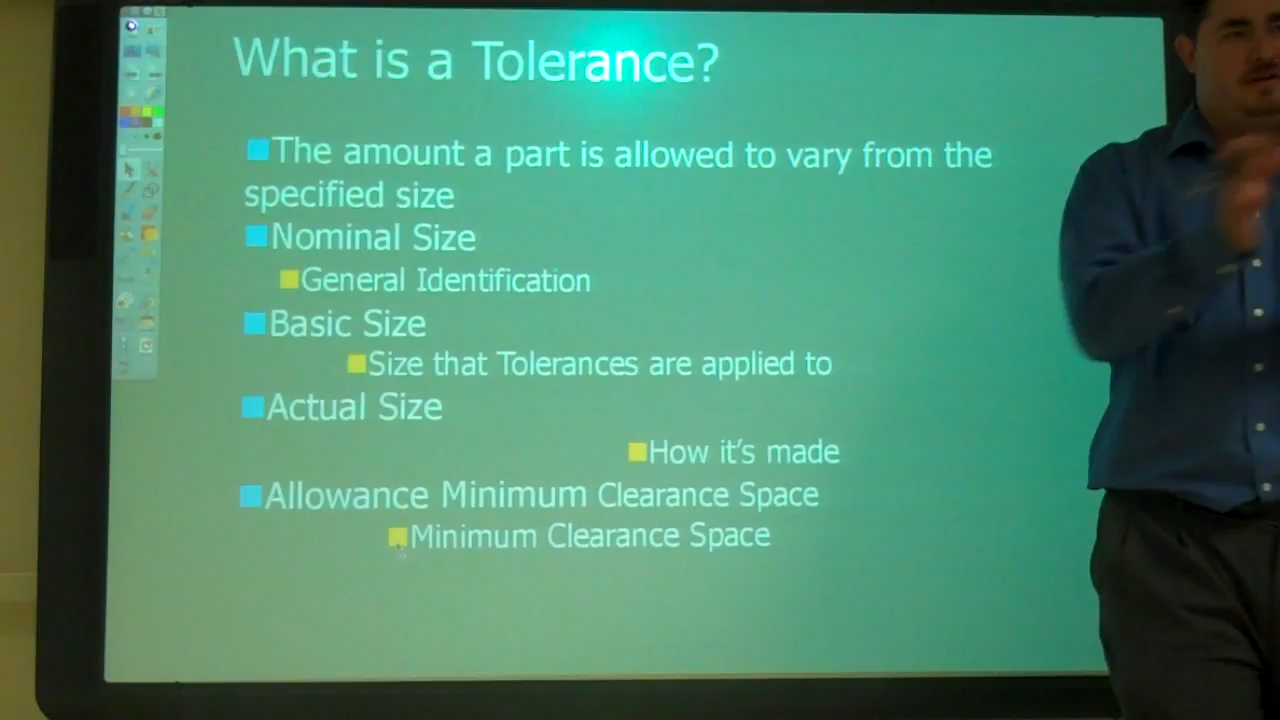 What is a Tolerance?
The amount a part is allowed to vary from the
specified size
Nominal Size
General Identification
Basic Size
Size that Tolerances are applied to
Actual Size
How it's made
Allowance Minimum Clearance Space
Minimum Clearance Space